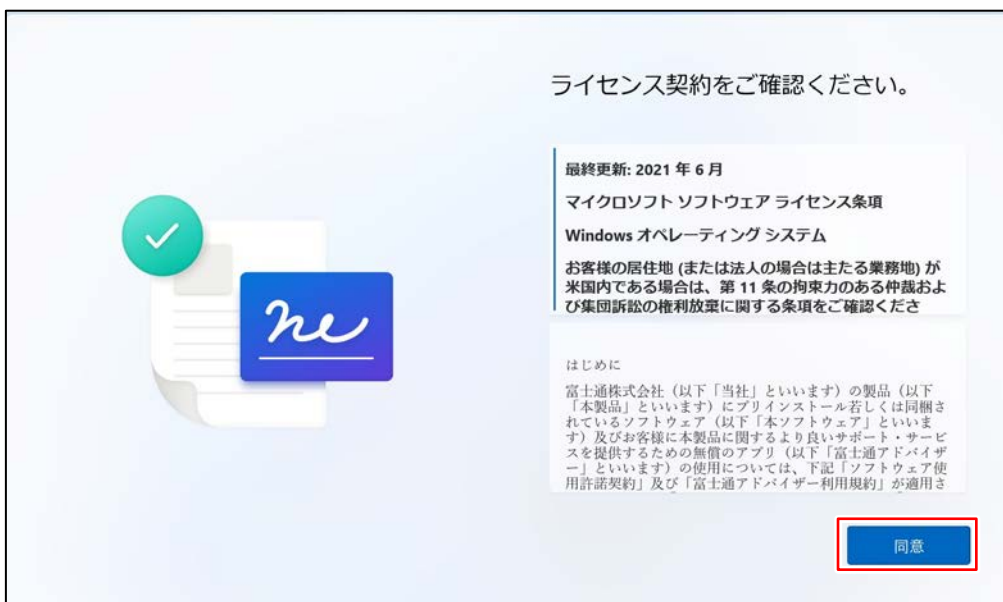 ライセンス契約をご確認ください。
最終更新: 2021 年 6 月
マイクロソフト ソフトウェア ライセンス条項
Windows オペレーティング システム
お客様の居住地 (または法人の場合は主たる業務地) が
米国内である場合は、第 11 条の拘束力のある仲裁およ
び集団訴訟の権利放棄に関する条項をご確認くださ
はじめに
富士通株式会社（以下「当社」といいます）の製品（以下
「本製品」といいます）にプリインストール若しくは同梱さ
れているソフトウェア（以下「本ソフトウェア」といいま
す）及びお客様に本製品に関するより良いサポート・サービ
スを提供するための無償のアプリ（以下「富士通アドバイザ
ー」といいます）の使用については、下記「ソフトウェア使
用許諾契約」及び「富士通アドバイザー利用規約」が適用さ
同意